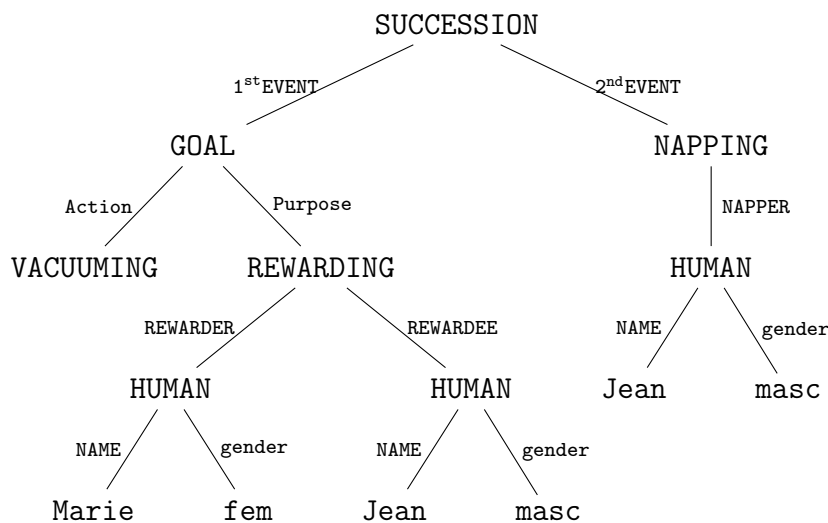 SUCCESSION
1stEVENT 2ndEVENT
GOAL NAPPING
Action Purpose NAPPER
VACUUMING REWARDING HUMAN
REWARDER REWARDEE NAME gender
HUMAN HUMAN Jean masc
NAME gender NAME gender
Marie fem Jean masc